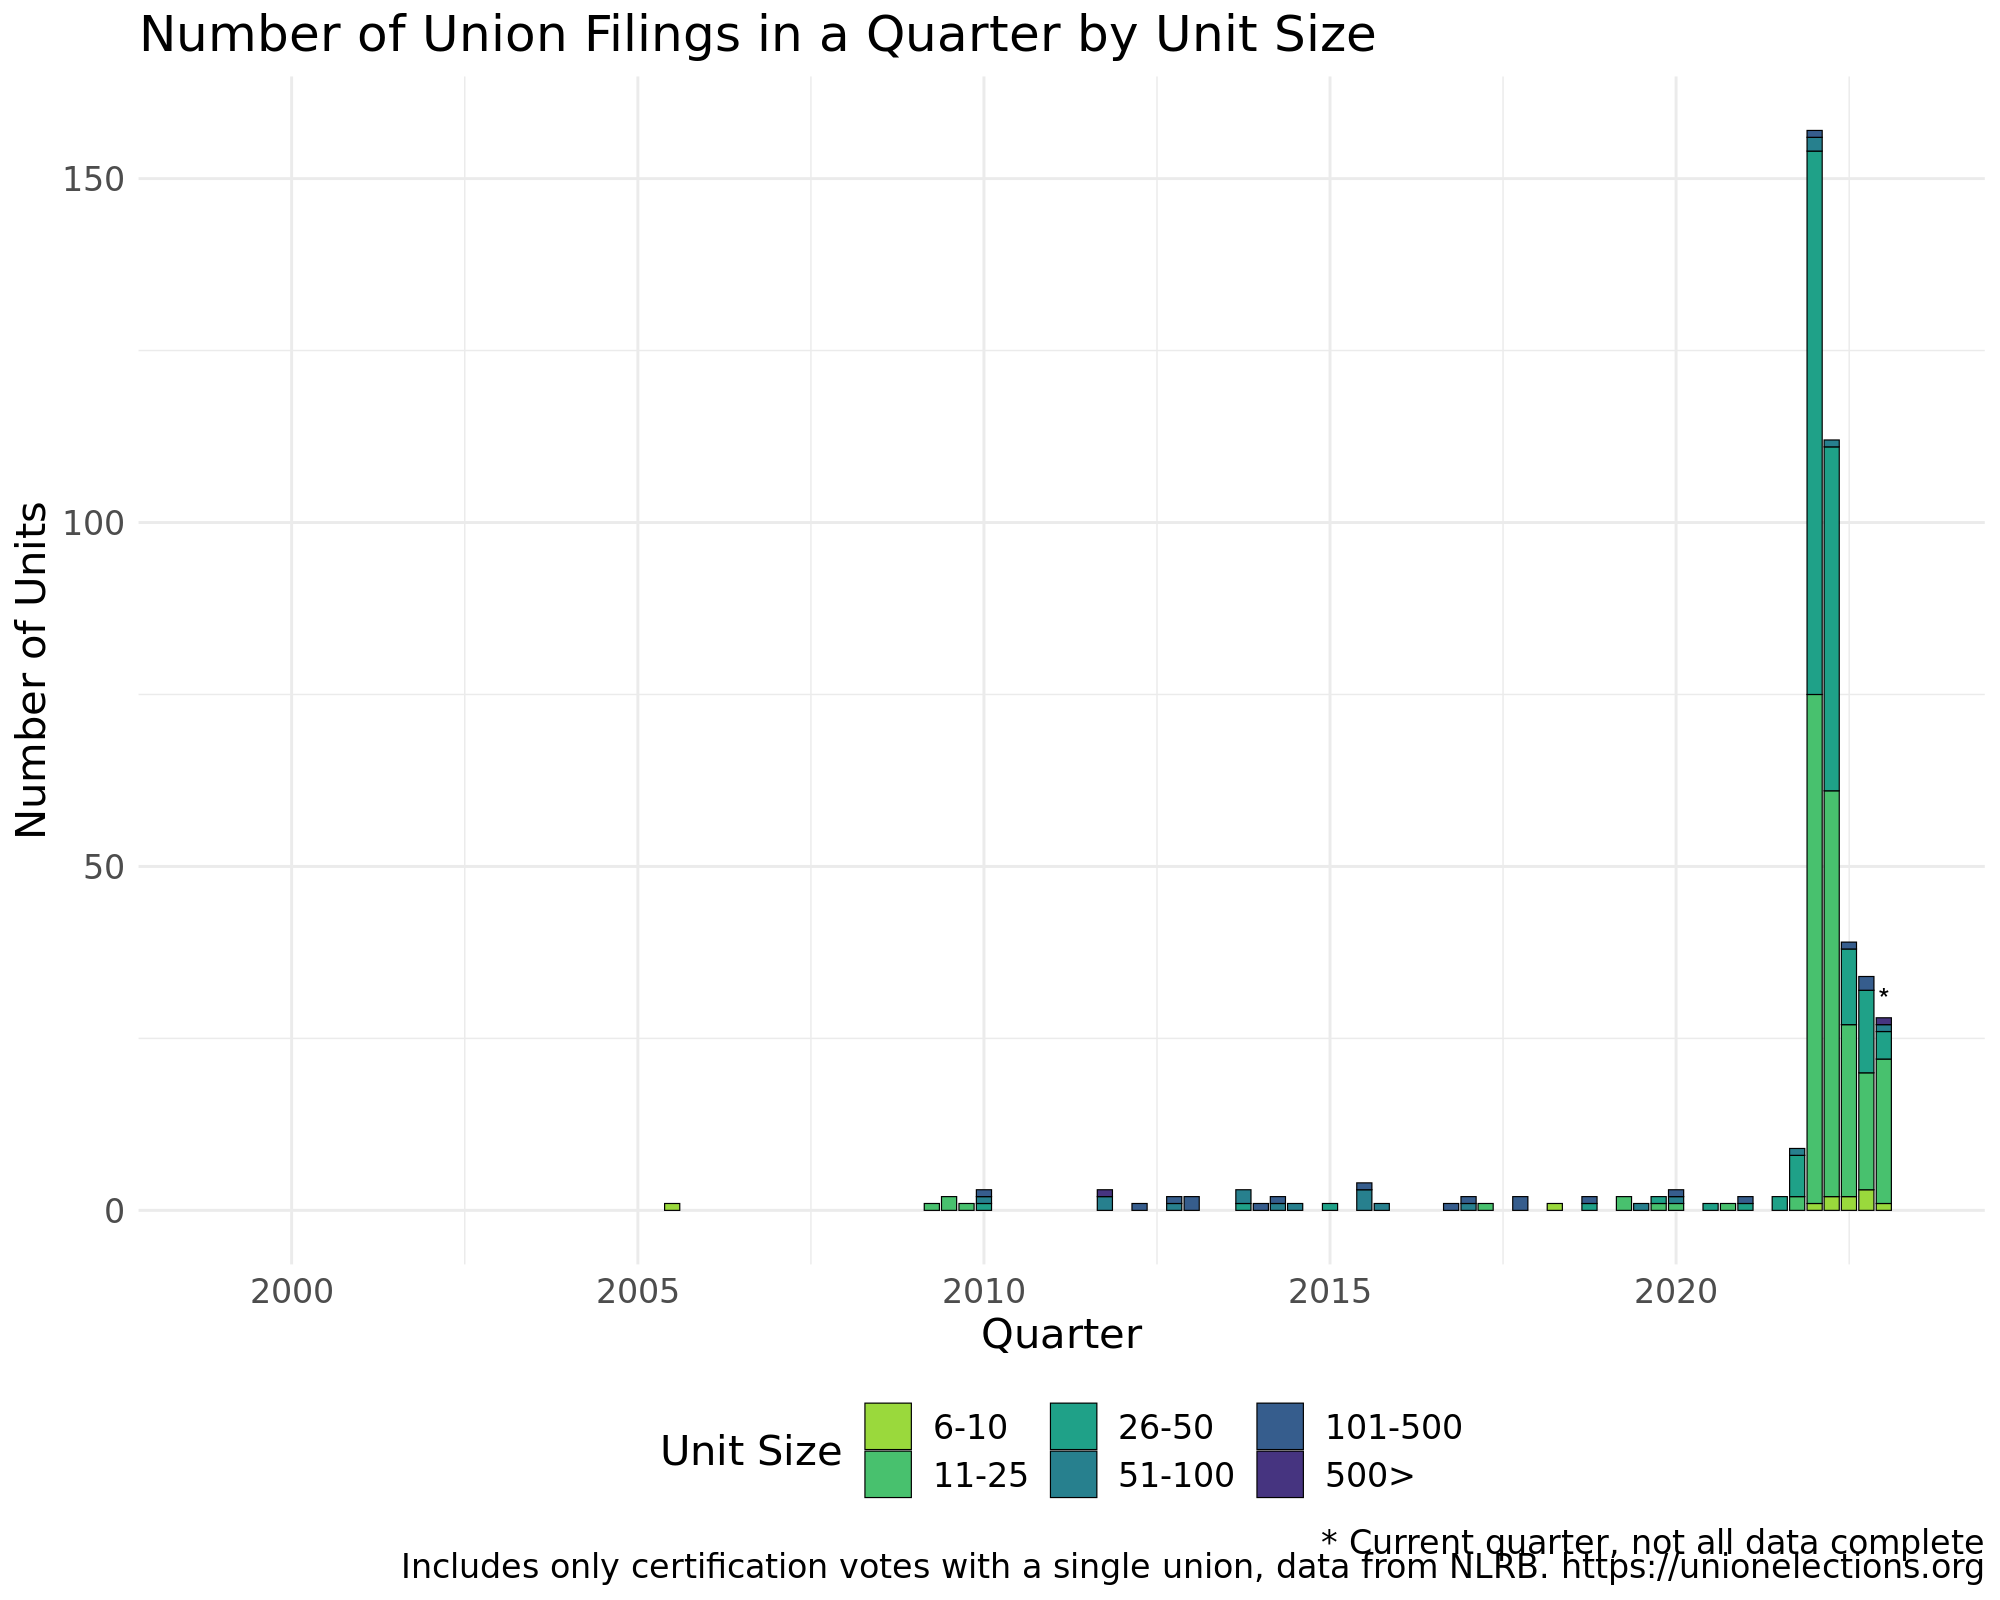 Number of Union Filings in a Quarter by Unit Size
Number of Units
150
100
50
0
*
2000 2005 2010 2015 2020
Quarter
Unit Size
6-10 26-50 101-500
11-25 51-100 500>
* Current quarter, not all data complete
Includes only certification votes with a single union, data from NLRB. https://unionelections.org